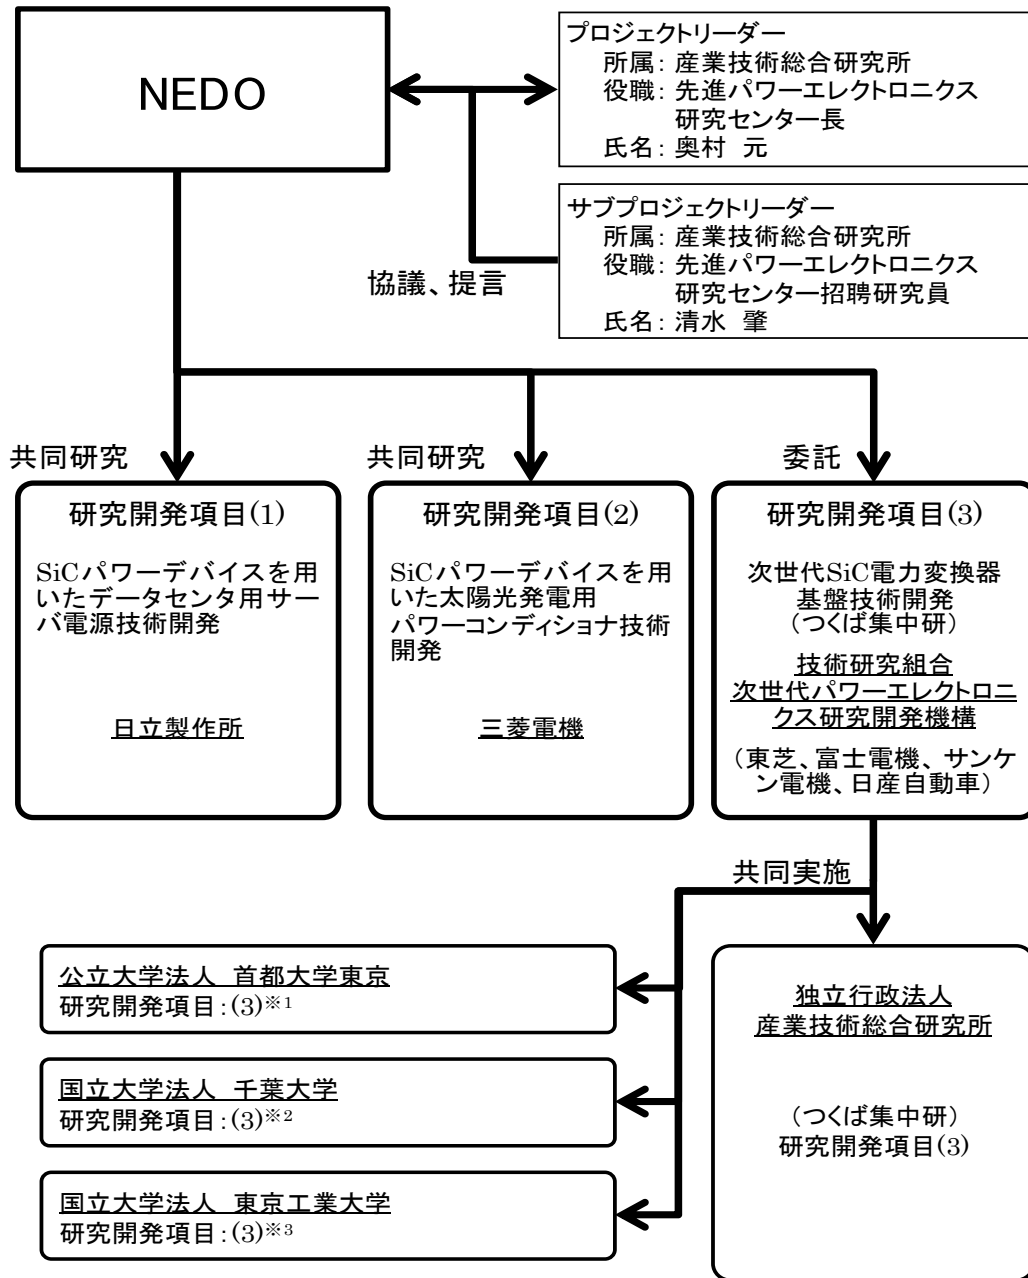 NEDO
プロジェクトリーダー
所属: 産業技術総合研究所
役職: 先進パワーエレクトロニクス
研究センター長
氏名: 奥村 元
サブプロジェクトリーダー
所属: 産業技術総合研究所
役職: 先進パワーエレクトロニクス
研究センター招聘研究員
氏名: 清水 肇
協議、提言
共同研究
研究開発項目(1)
SiCパワーデバイスを用
いたデータセンタ用サー
バ電源技術開発
日立製作所
共同研究
研究開発項目(2)
SiCパワーデバイスを用
いた太陽光発電用
パワーコンディショナ技術
開発
三菱電機
委託
研究開発項目(3)
次世代SiC電力変換器
基盤技術開発
(つくば集中研)
技術研究組合
次世代パワーエレクトロニ
クス研究開発機構
(東芝、富士電機、サンケ
ン電機、日産自動車)
共同実施
公立大学法人 首都大学東京
研究開発項目:(3)※1
国立大学法人 千葉大学
研究開発項目:(3)※2
国立大学法人 東京工業大学
研究開発項目:(3)※3
独立行政法人
産業技術総合研究所
(つくば集中研)
研究開発項目(3)